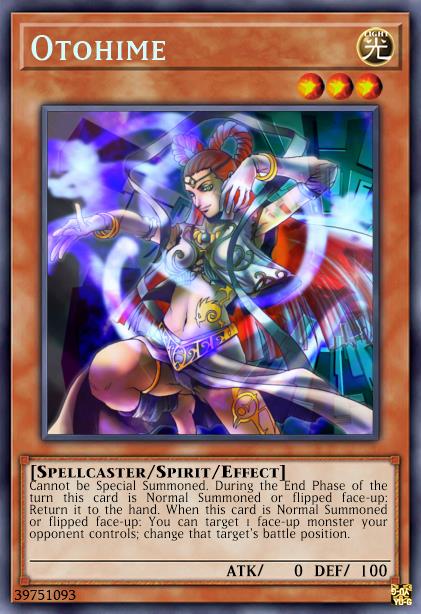 Otohime
LIGHT
光
[Spellcaster/Spirit/Effect]
Cannot be Special Summoned. During the End Phase of the
turn this card is Normal Summoned or flipped face-up:
Return it to the hand. When this card is Normal Summoned
or flipped face-up: You can target 1 face-up monster your
opponent controls; change that target's battle position.
ATK/ 0 DEF/ 100
39751093